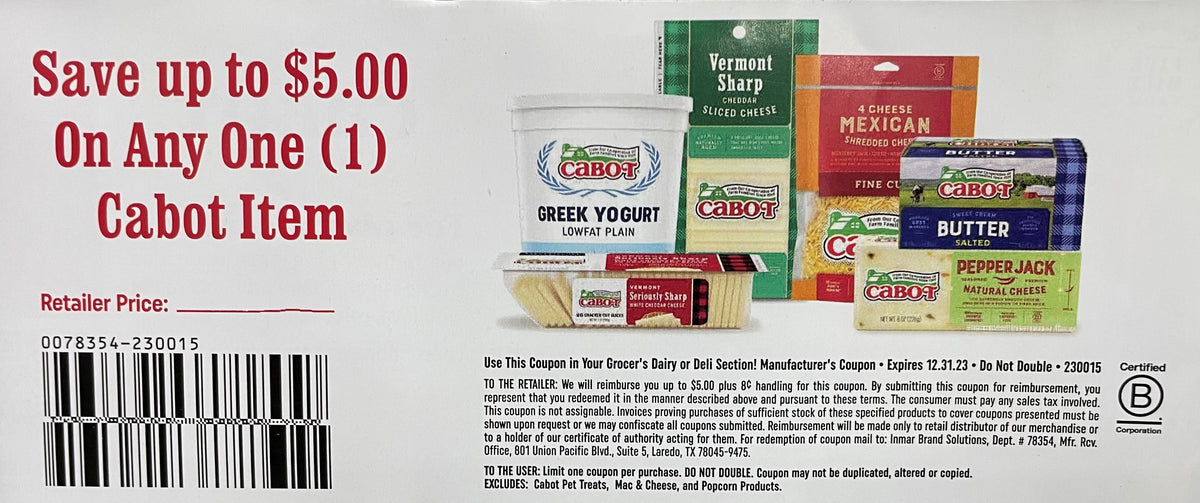 Save up to $5.00
On Any One (1)
Cabot Item
Retailer Price:
0078354-230015
Vermont
Sharp
CHEDDAR
SLICED CHEESE
CABOT
GREEK YOGURT
LOWFAT PLAIN
CABOT
4 CHEESE
MEXICAN
SHREDDED CHE
FINE CU
CA
BUTTER
CABOT
SWEET CREAM
BUTTER
SALTED
CABOT
VERMONT
Seriously Sharp
WHITE CHEDDAR CHEESE
CABOT
PEPPER JACK
NATURAL CHEESE
Use This Coupon in Your Grocer's Dairy or Deli Section! Manufacturer's Coupon • Expires 12.31.23 • Do Not Double • 230015
TO THE RETAILER: We will reimburse you up to $5.00 plus 8¢ handling for this coupon. By submitting this coupon for reimbursement, you
represent that you redeemed it in the manner described above and pursuant to these terms. The consumer must pay any sales tax involved.
This coupon is not assignable. Invoices proving purchases of sufficient stock of these specified products to cover coupons presented must be
shown upon request or we may confiscate all coupons submitted. Reimbursement will be made only to retail distributor of our merchandise or
to a holder of our certificate of authority acting for them. For redemption of coupon mail to: Inmar Brand Solutions, Dept. # 78354, Mfr. Rcv.
Office, 801 Union Pacific Blvd., Suite 5, Laredo, TX 78045-9475.
TO THE USER: Limit one coupon per purchase. DO NOT DOUBLE. Coupon may not be duplicated, altered or copied.
EXCLUDES: Cabot Pet Treats, Mac & Cheese, and Popcorn Products.
Certified
B
Corporation